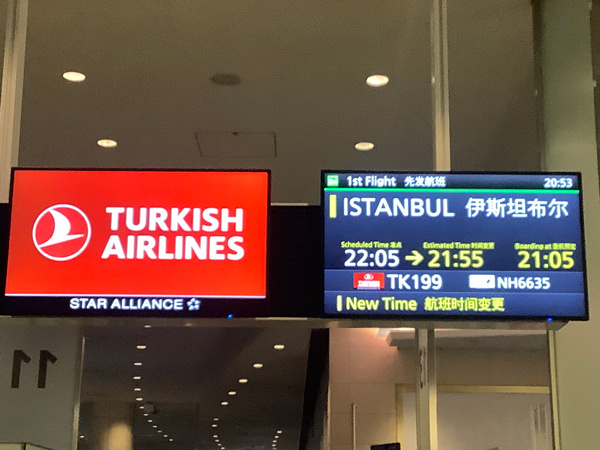 TURKISH
AIRLINES
STAR ALLIANCE
1st Flight 先发航班 20:53
ISTANBUL 伊斯坦布尔
Scheduled Time 准点 Estimated Time 时间变更 Boarding at
22:05 → 21:55 21:05
TK199 NH6635
New Time 航班时间变更
11